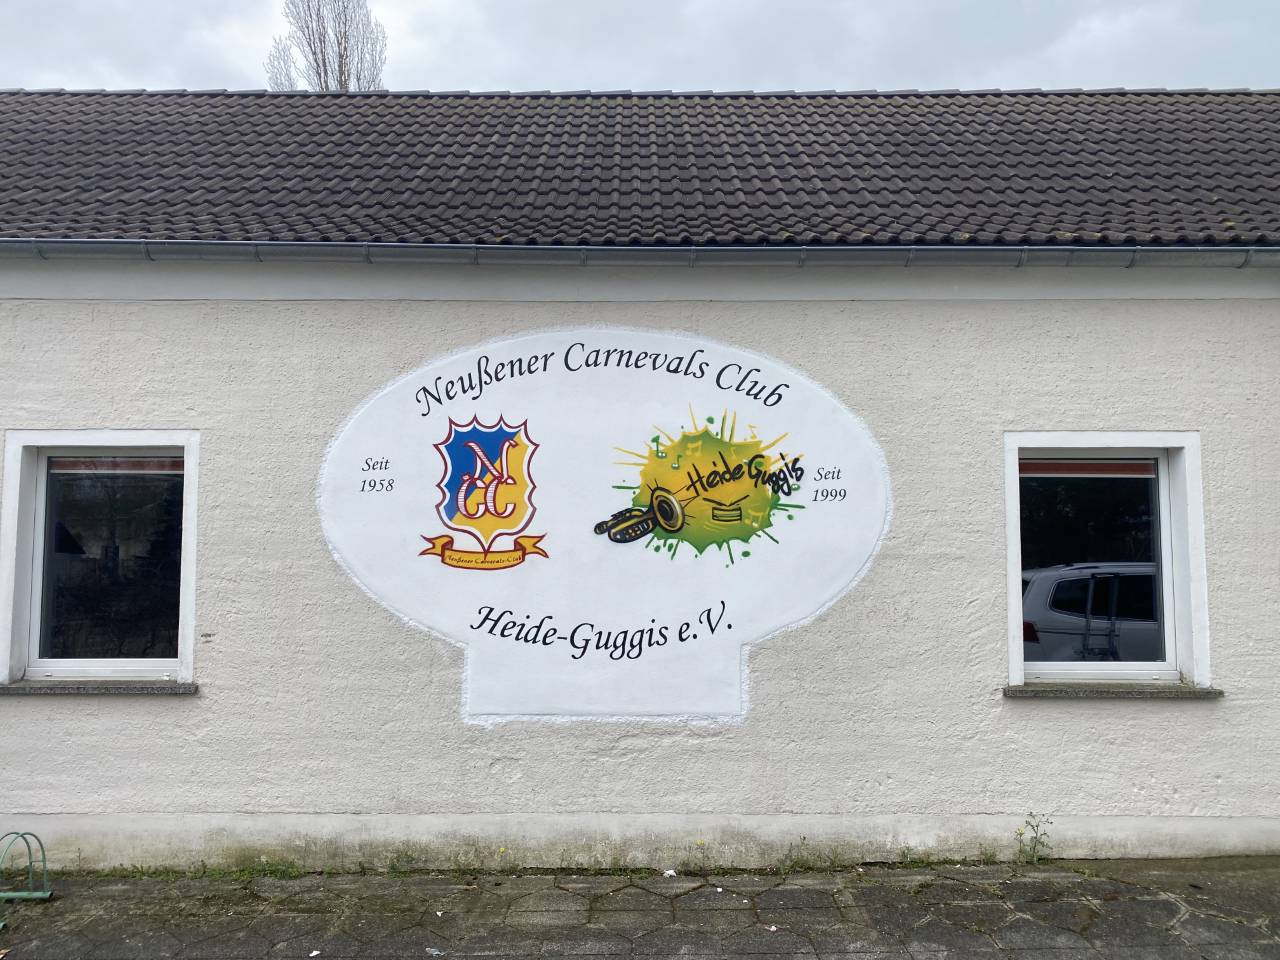 Neußener Carnevals Club
Seit
1958
NCC
Neußener Carnevals-Club
Heide Guggis
Seit
1999
Heide-Guggis e.V.